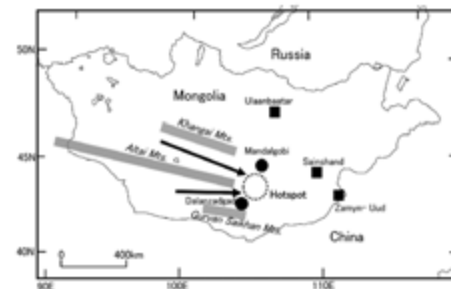 50N
Russia
Mongolia
Ulaanbaatar
Khangai Mts.
Altai Mts.
Mandalgobi
45N
Sainshand
Hotspot
Zamyn-Uud
Gurvan Saikhan Mts.
China
40N
0 400km
90E 100E 110E